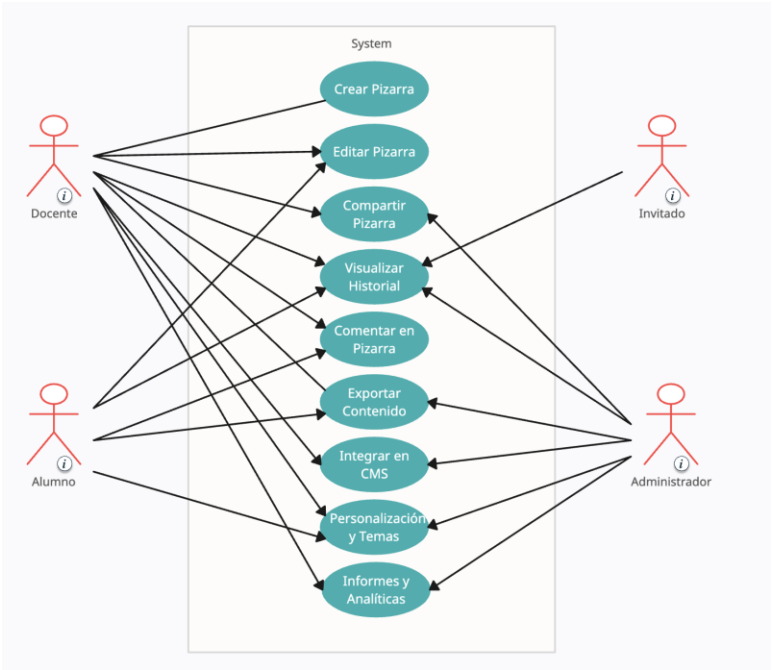 System
Crear Pizarra
Editar Pizarra
Compartir
Pizarra
Visualizar
Historial
Comentar en
Pizarra
Exportar
Contenido
Integrar en
CMS
Personalización
y Temas
Informes y
Analíticas
i
Docente
i
Alumno
i
Invitado
i
Administrador